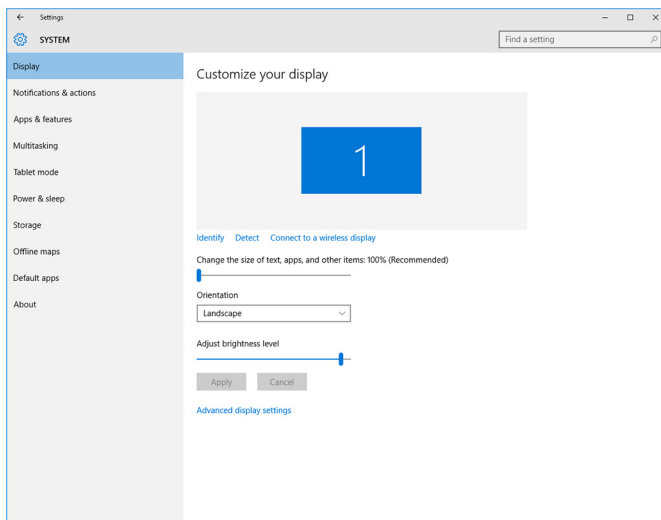 Settings
SYSTEM
Find a setting
Display
Notifications & actions
Apps & features
Multitasking
Tablet mode
Power & sleep
Storage
Offline maps
Default apps
About
Customize your display
1
Identify Detect Connect to a wireless display
Change the size of text, apps, and other items: 100% (Recommended)
Orientation
Landscape
Adjust brightness level
Apply Cancel
Advanced display settings